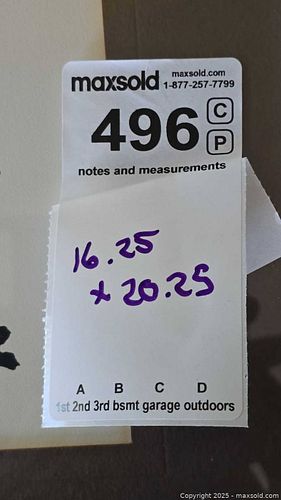 maxsold maxsold.com
1-877-257-7799
496 C
P
notes and measurements
16.25
x 20.25
A B C D
1st 2nd 3rd bsmt garage outdoors
Copyright © 2025 - maxsold.com